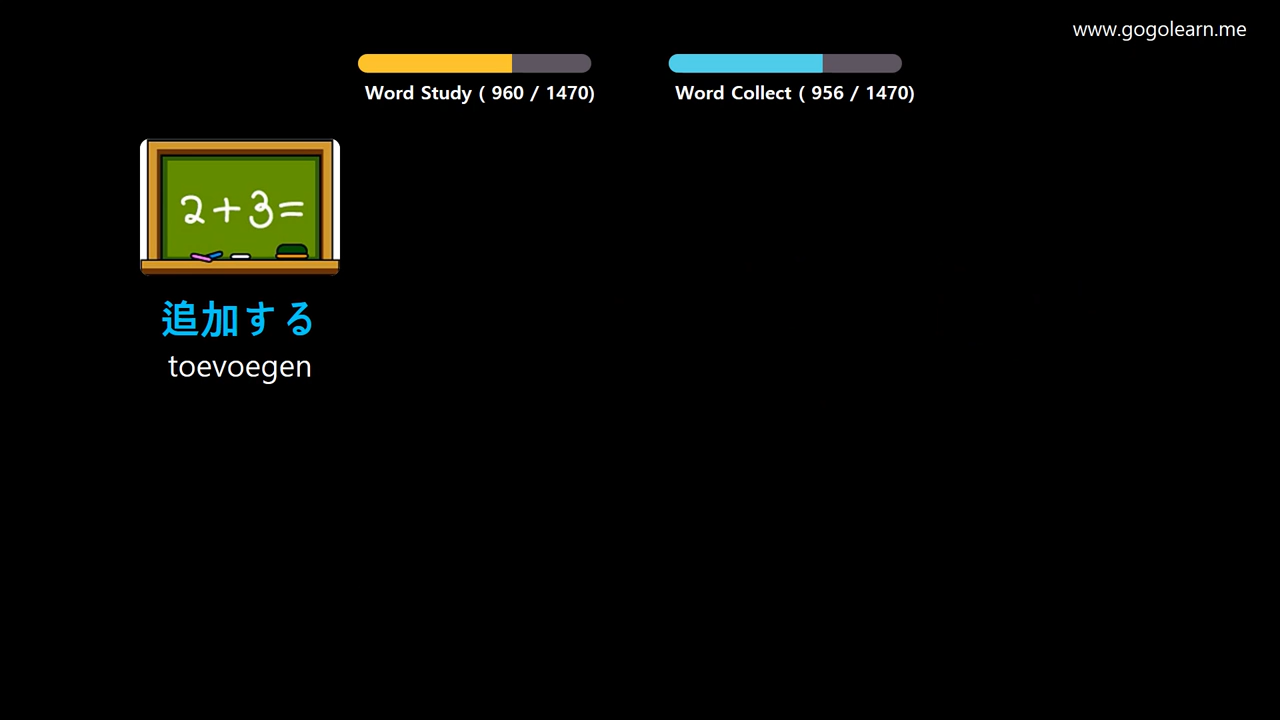 www.gogolearn.me
Word Study ( 960 / 1470)
Word Collect ( 956 / 1470)
2+3=
追加する
toevoegen